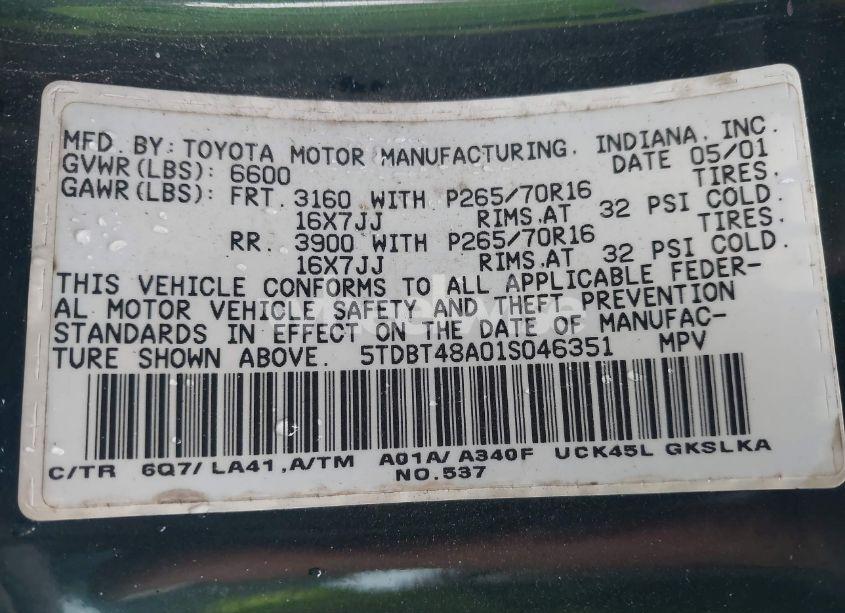 MFD. BY: TOYOTA MOTOR MANUFACTURING, INDIANA, INC.
GVWR(LBS): 6600 DATE 05/01
GAWR(LBS): FRT. 3160 WITH P265/70R16 TIRES.
16X7JJ RIMS.AT 32 PSI COLD.
RR. 3900 WITH P265/70R16 TIRES.
16X7JJ RIMS.AT 32 PSI COLD.
THIS VEHICLE CONFORMS TO ALL APPLICABLE FEDER-
AL MOTOR VEHICLE SAFETY AND THEFT PREVENTION
STANDARDS IN EFFECT ON THE DATE OF MANUFAC-
TURE SHOWN ABOVE. 5TDBT48A01S046351 MPV
C/TR 6Q7/ LA41,A/TM A01A/ A340F UCK45L GKSLKA
NO.537